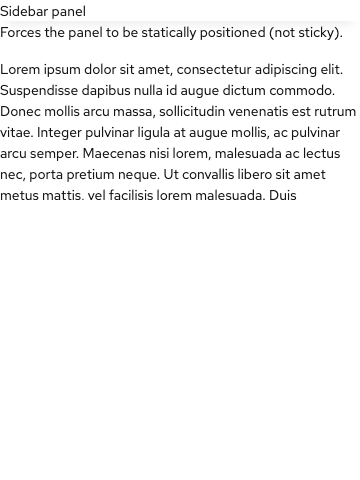 Sidebar panel
Forces the panel to be statically positioned (not sticky).
Lorem ipsum dolor sit amet, consectetur adipiscing elit.
Suspendisse dapibus nulla id augue dictum commodo.
Donec mollis arcu massa, sollicitudin venenatis est rutrum
vitae. Integer pulvinar ligula at augue mollis, ac pulvinar
arcu semper. Maecenas nisi lorem, malesuada ac lectus
nec, porta pretium neque. Ut convallis libero sit amet
metus mattis. vel facilisis lorem malesuada. Duis